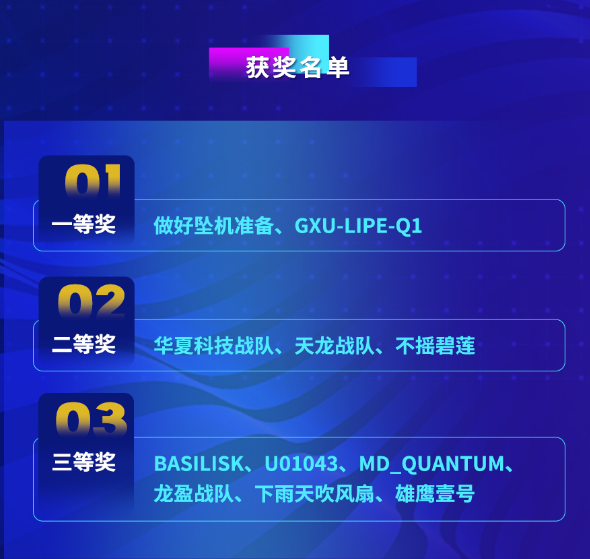 获奖名单
01
一等奖
做好坠机准备、GXU-LIPE-Q1
02
二等奖
华夏科技战队、天龙战队、不摇碧莲
03
三等奖
BASILISK、U01043、MD_QUANTUM、
龙盈战队、下雨天吹风扇、雄鹰壹号